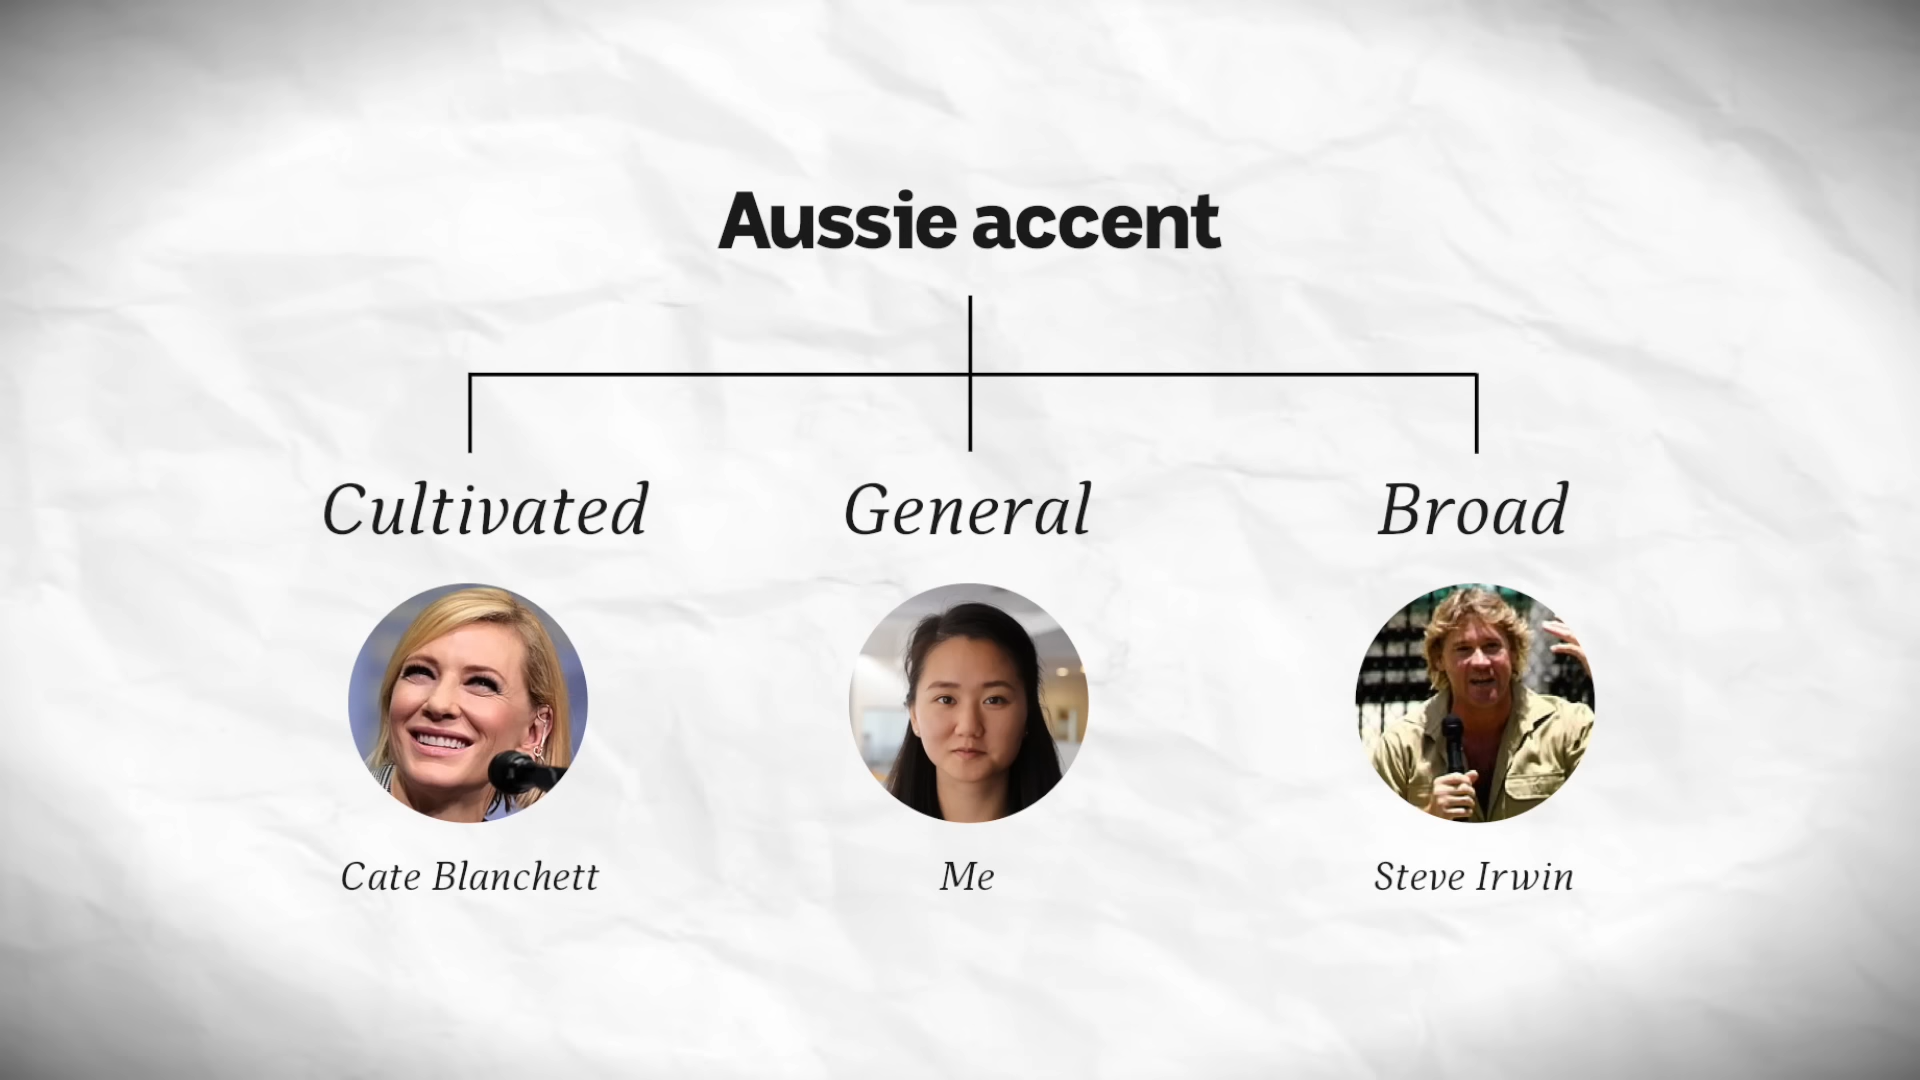 Aussie accent
Cultivated
General
Broad
Cate Blanchett
Me
Steve Irwin